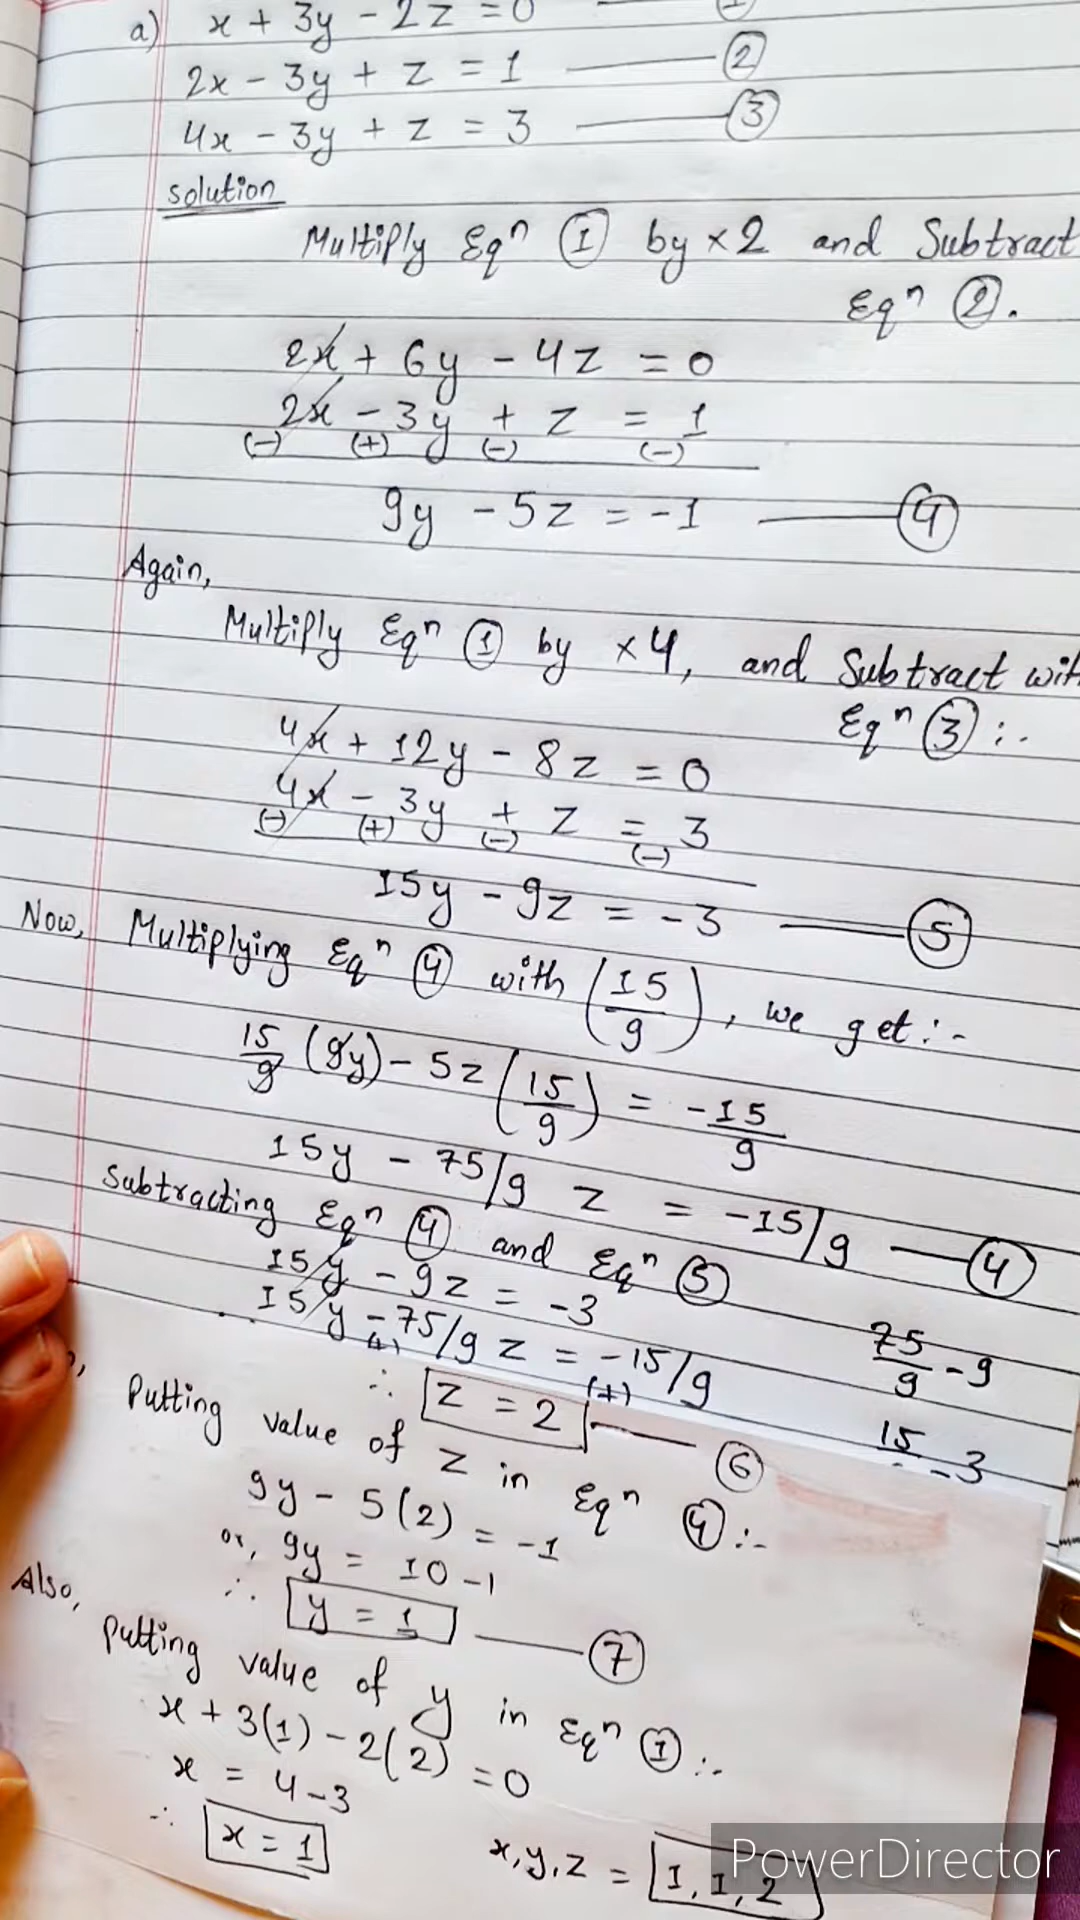 a) x + 3y - 2z = 0 ——— ①
2x - 3y + z = 1 ——— ②
4x - 3y + z = 3 ——— ③
solution
Multiply Eqⁿ ① by ×2 and Subtract
Eqⁿ ②.
2x + 6y - 4z = 0
2x - 3y + z = 1
(-) (+) (-) (-)
9y - 5z = -1 ——— ④
Again,
Multiply Eqⁿ ① by ×4, and Subtract with
Eqⁿ ③ :-
4x + 12y - 8z = 0
4x - 3y + z = 3
(-) (+) (-) (-)
15y - 9z = -3 ——— ⑤
Now, Multiplying Eqⁿ ④ with (15/9), we get :-
15/9 (9y) - 5z (15/9) = -15/9
15y - 75/9 z = -15/9 ——— ④
Subtracting Eqⁿ ④ and Eqⁿ ⑤
15y - 9z = -3
15y - 75/9 z = -15/9
(+) (+)
75/9 - 9
∴ z = 2 ——— ⑥
15 - 3
Putting value of z in Eqⁿ ④ :-
9y - 5(2) = -1
or, 9y = 10 - 1
∴ y = 1 ——— ⑦
Also,
Putting value of y in Eqⁿ ① :-
x + 3(1) - 2(2) = 0
x = 4 - 3
∴ x = 1
x, y, z = 1, 1, 2
PowerDirector